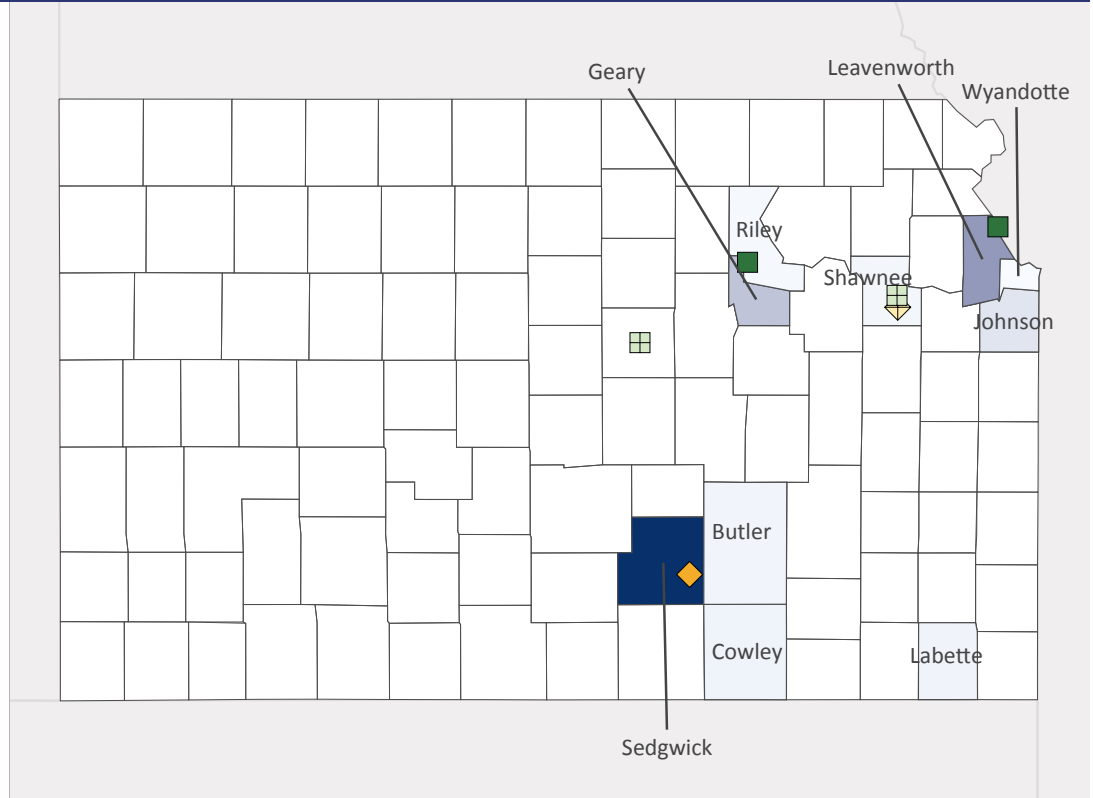 Geary
Leavenworth
Wyandotte
Riley
Shawnee
Johnson
Butler
Cowley
Labette
Sedgwick